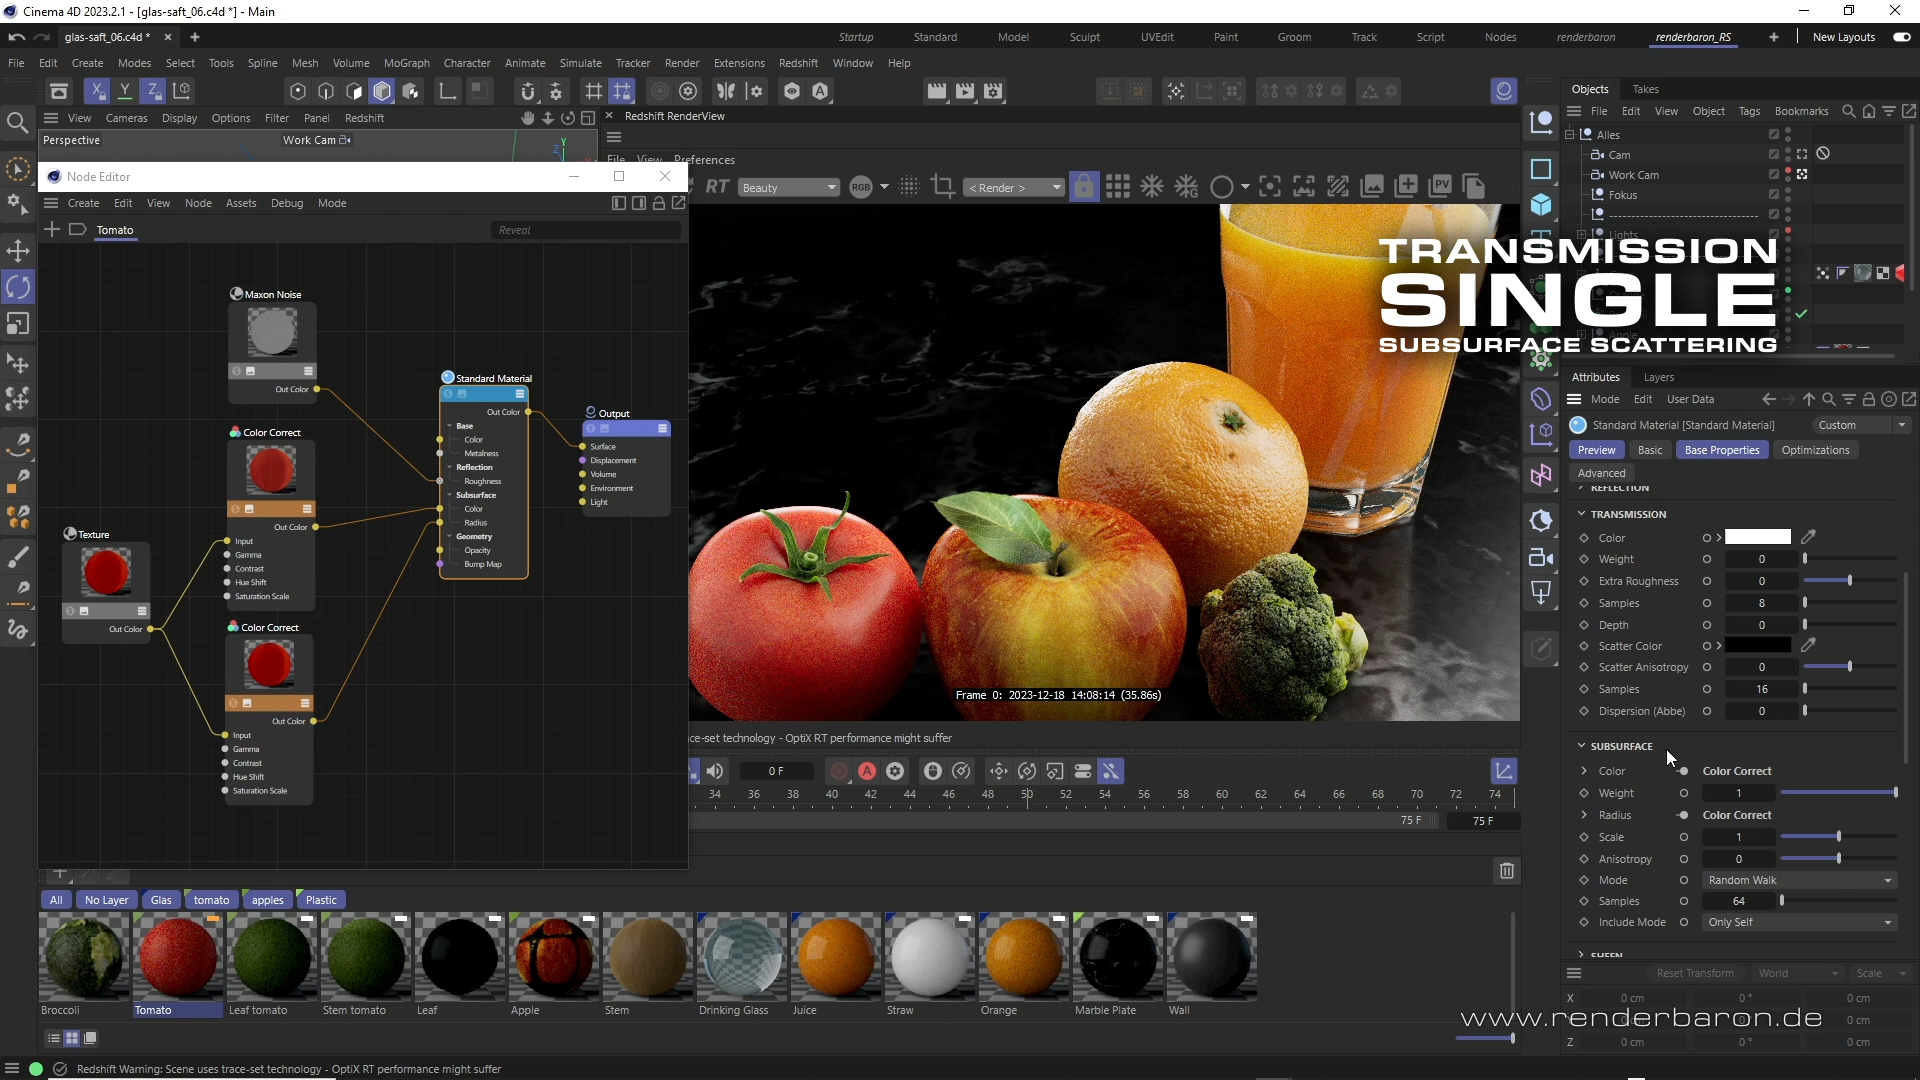 Cinema 4D 2023.2.1 - [glas-saft_06.c4d *] - Main
glas-saft_06.c4d *
Startup Standard Model Sculpt UVEdit Paint Groom Track Script Nodes renderbaron renderbaron_RS New Layouts
File Edit Create Modes Select Tools Spline Mesh Volume MoGraph Character Animate Simulate Tracker Render Extensions Redshift Window Help
Objects Takes
View Cameras Display Options Filter Panel Redshift
Redshift RenderView
File Edit View Object Tags Bookmarks
Perspective
Work Cam
File View Preferences
RT Beauty RGB < Render > PV
Alles
Cam
Work Cam
Fokus
Lights
Node Editor
Create Edit View Node Assets Debug Mode
Tomato
Reveal
Maxon Noise
Out Color
Color Correct
Out Color
Input
Gamma
Contrast
Hue Shift
Saturation Scale
Texture
Out Color
Color Correct
Out Color
Input
Gamma
Contrast
Hue Shift
Saturation Scale
Standard Material
Out Color
Base
Color
Metalness
Reflection
Roughness
Subsurface
Color
Radius
Geometry
Opacity
Bump Map
Output
Surface
Displacement
Volume
Environment
Light
TRANSMISSION
SINGLE
SUBSURFACE SCATTERING
Frame 0: 2023-12-18 14:08:14 (35.86s)
ce-set technology - OptiX RT performance might suffer
0 F
34 36 38 40 42 44 46 48 50 52 54 56 58 60 62 64 66 68 70 72 74
75 F 75 F
Attributes Layers
Mode Edit User Data
Standard Material [Standard Material] Custom
Preview Basic Base Properties Optimizations
Advanced
REFLECTION
TRANSMISSION
Color
Weight 0
Extra Roughness 0
Samples 8
Depth 0
Scatter Color
Scatter Anisotropy 0
Samples 16
Dispersion (Abbe) 0
SUBSURFACE
Color Color Correct
Weight 1
Radius Color Correct
Scale 1
Anisotropy 0
Mode Random Walk
Samples 64
Include Mode Only Self
SHEEN
Reset Transform World Scale
X 0 cm 0 ° 0 cm
0 cm 0 ° 0 cm
Z 0 cm 0 ° 0 cm
www.renderbaron.de
All No Layer Glas tomato apples Plastic
Broccoli Tomato Leaf tomato Stem tomato Leaf Apple Stem Drinking Glass Juice Straw Orange Marble Plate Wall
Redshift Warning: Scene uses trace-set technology - OptiX RT performance might suffer